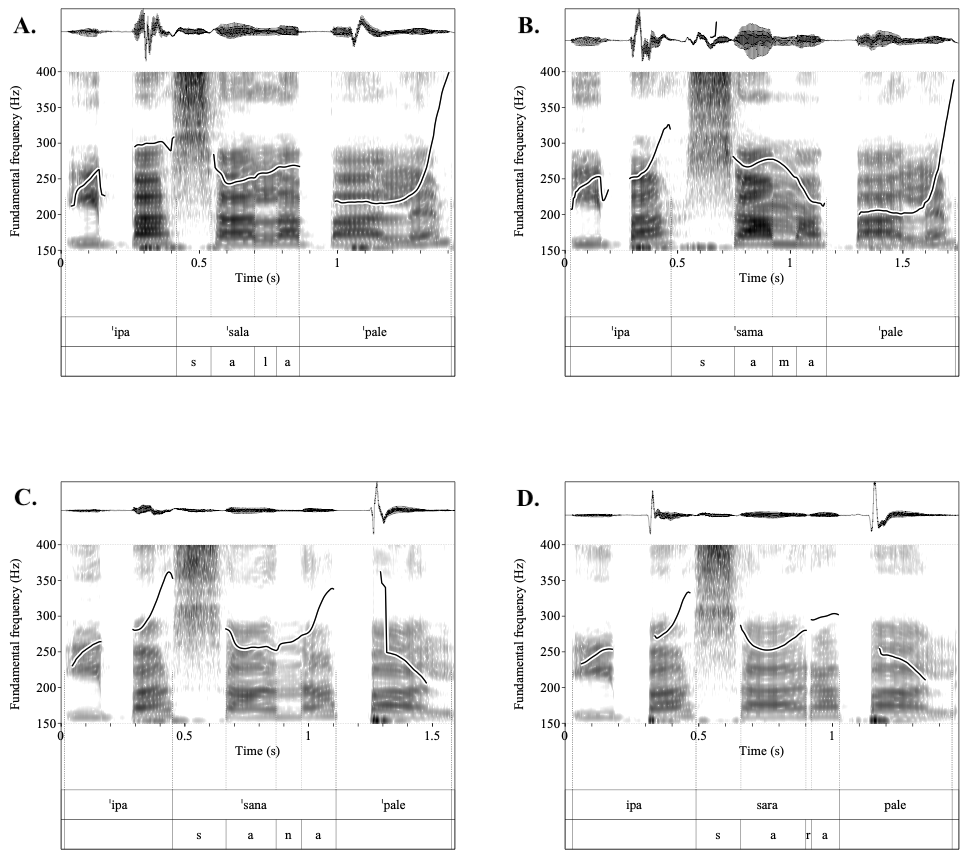 A.
Fundamental frequency (Hz)
400
350
300
250
200
150
0 0.5 1
Time (s)
ˈipa ˈsala ˈpale
s a l a
B.
Fundamental frequency (Hz)
400
350
300
250
200
150
0 0.5 1 1.5
Time (s)
ˈipa ˈsama ˈpale
s a m a
C.
Fundamental frequency (Hz)
400
350
300
250
200
150
0 0.5 1 1.5
Time (s)
ˈipa ˈsana ˈpale
s a n a
D.
Fundamental frequency (Hz)
400
350
300
250
200
150
0 0.5 1
Time (s)
ipa sara pale
s a r a